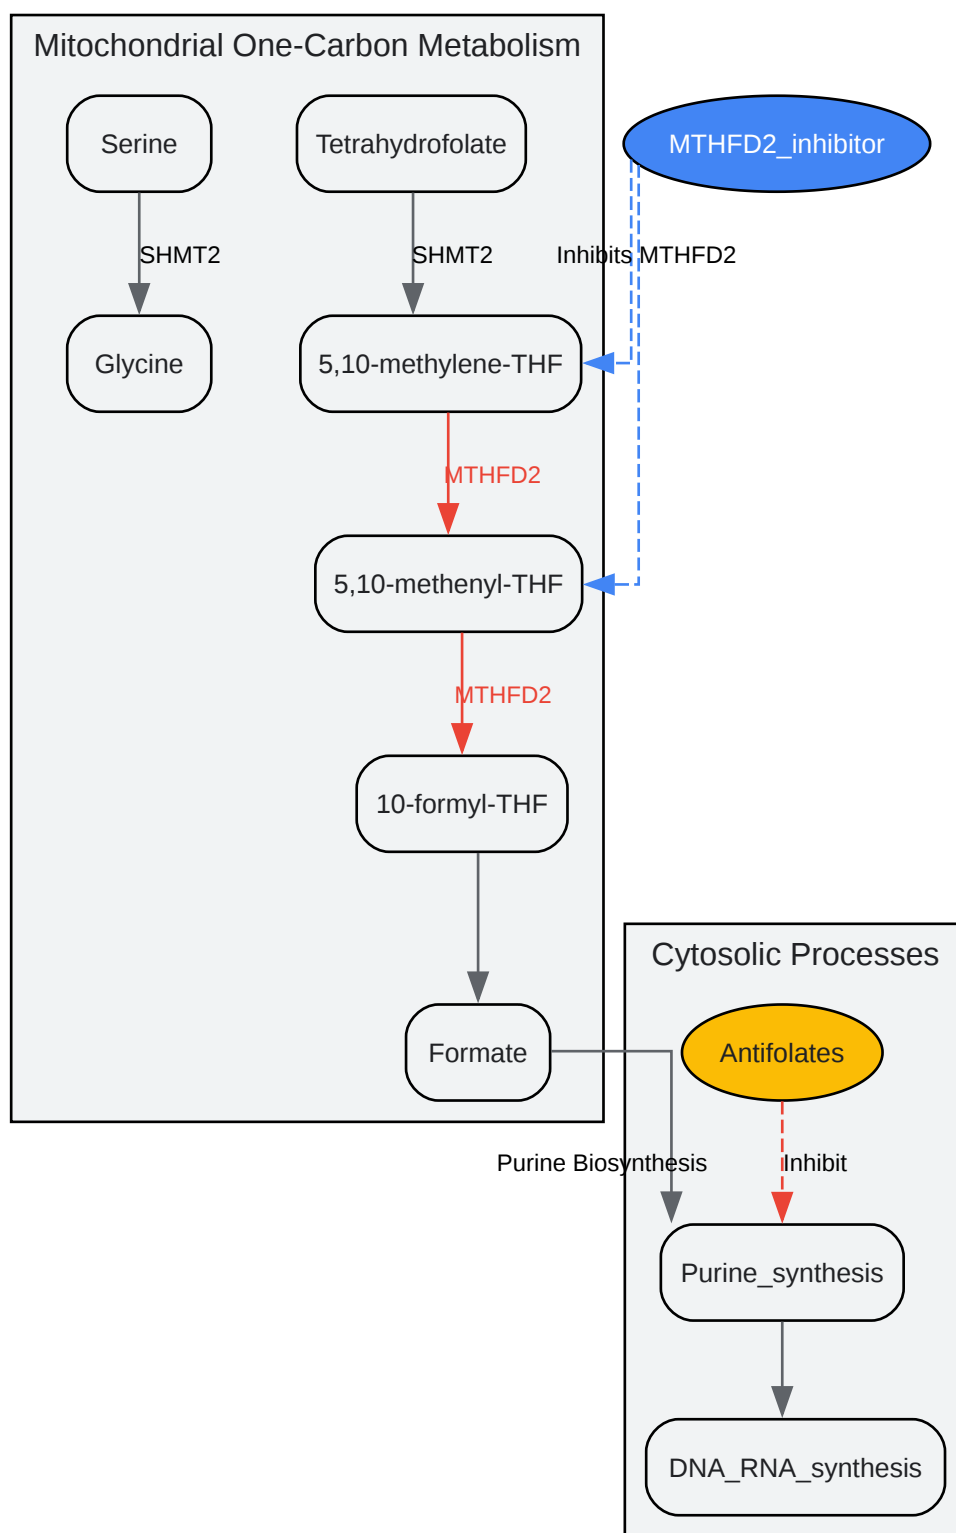 Mitochondrial One-Carbon Metabolism
Serine
Tetrahydrofolate
MTHFD2_inhibitor
SHMT2
SHMT2
Inhibits MTHFD2
Glycine
5,10-methylene-THF
MTHFD2
5,10-methenyl-THF
MTHFD2
10-formyl-THF
Cytosolic Processes
Formate
Antifolates
Purine Biosynthesis
Inhibit
Purine_synthesis
DNA_RNA_synthesis